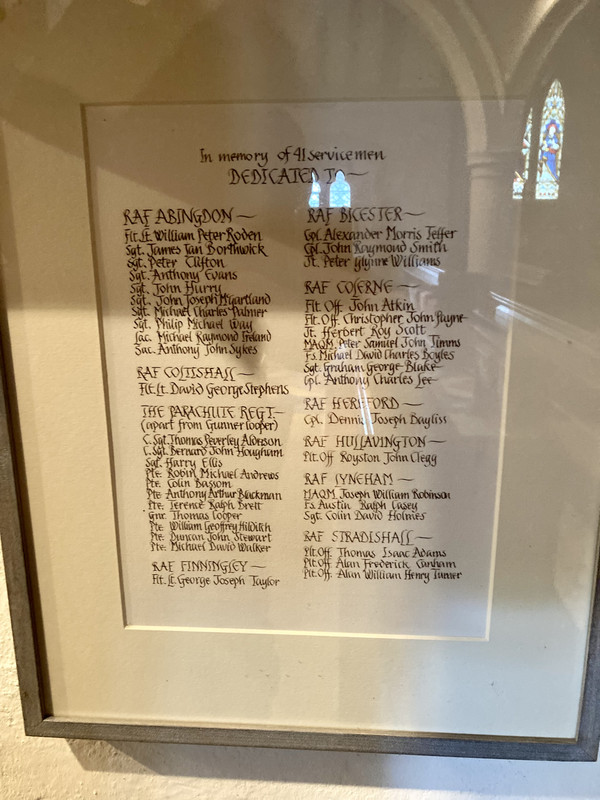 In memory of 41 servicemen
DEDICATED TO —
RAF ABINGDON —
Flt. Lt. William Peter Roden
Sgt. James Ian Borthwick
Sgt. Peter Clifton
Sgt. Anthony Evans
Sgt. John Hurry
Sgt. John Joseph McGartland
Sgt. Michael Charles Palmer
Sgt. Philip Michael Way
Jac. Michael Raymond Ireland
Sac. Anthony John Sykes
RAF COLTISHALL —
Flt. Lt. David George Stephens
THE PARACHUTE REGT. —
(apart from Gunner Cooper)
C. Sgt. Thomas Beverley Alderson
C. Sgt. Bernard John Hougham
Sgt. Harry Ellis
Pte. Robin Michael Andrews
Pte. Colin Bassom
Pte. Anthony Arthur Blackman
Pte. Terence Ralph Brett
Gnr. Thomas Cooper
Pte. William Geoffrey Hilditch
Pte. Duncan John Stewart
Pte. Michael David Walker
RAF FINNINGLEY —
Flt. Lt. George Joseph Taylor
RAF BICESTER —
Cpl. Alexander Morris Telfer
Cpl. John Raymond Smith
Jt. Peter Glynne Williams
RAF COSFORD —
Flt. Off. John Atkin
Flt. Off. Christopher John Payne
Jt. Herbert Roy Scott
MAQM. Peter Samuel John Timms
Fs. Michael David Charles Boyles
Sgt. Graham George Blake
Cpl. Anthony Charles Lee
RAF HEREFORD —
Cpl. Dennis Joseph Bayliss
RAF HULLAVINGTON —
Plt. Off. Royston John Clegg
RAF LYNEHAM —
MAQM. Joseph William Robinson
Fs. Austin Ralph Casey
Sgt. Colin David Holmes
RAF STRADISHALL —
Plt. Off. Thomas Isaac Adams
Plt. Off. Alan Frederick Canham
Plt. Off. Alan William Henry Turner